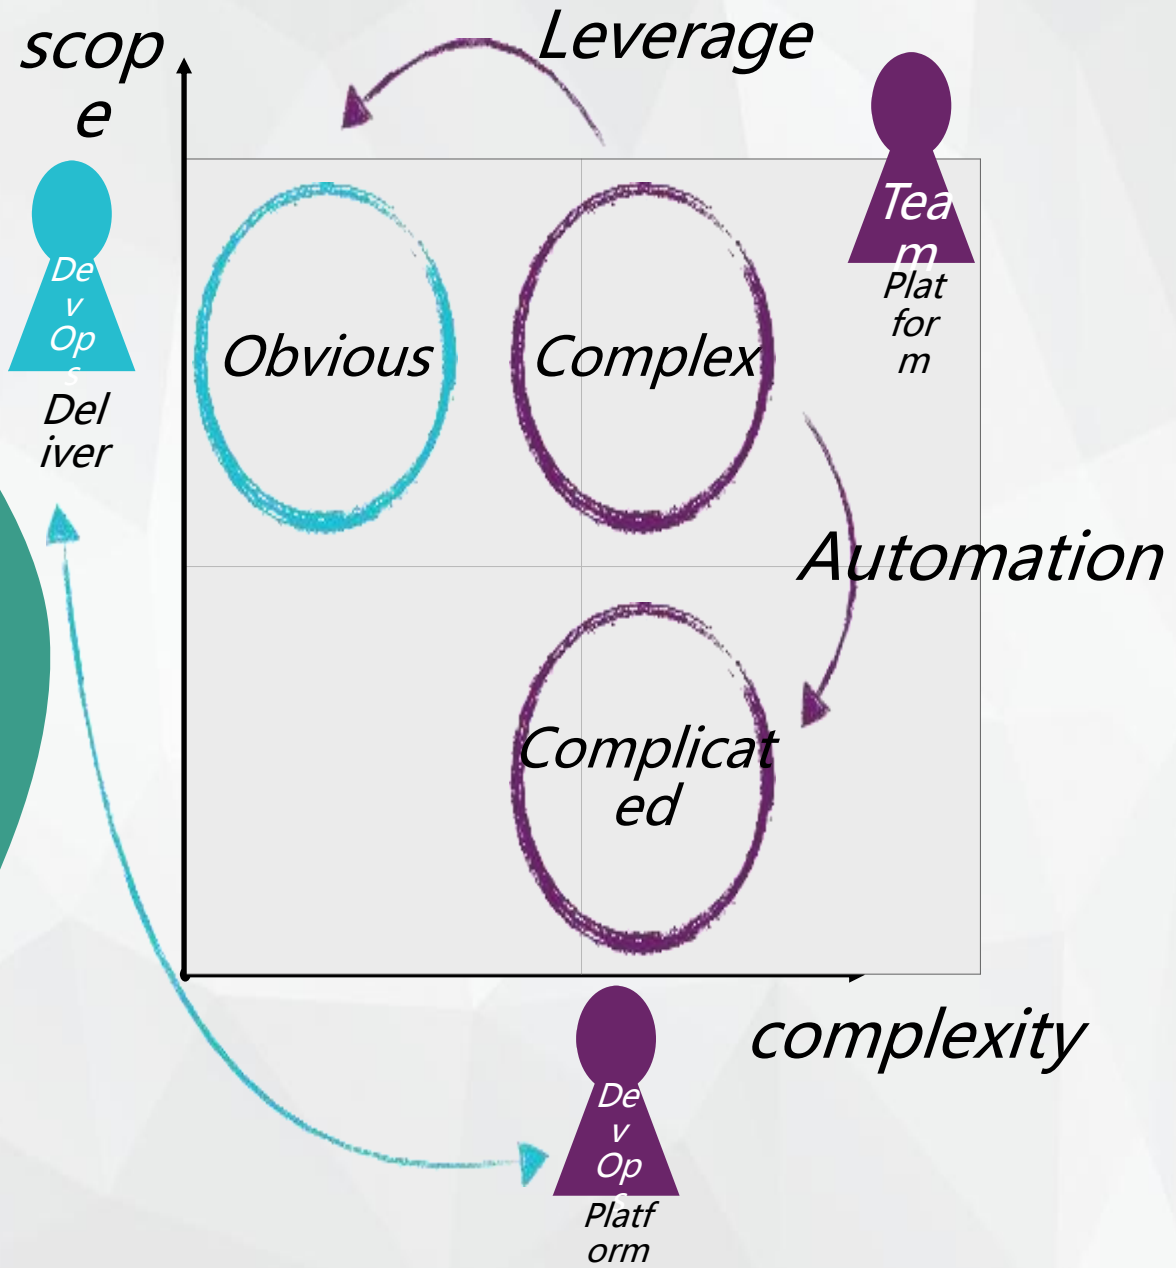 scop
e
Leverage
Tea
m
Plat
for
m
De
v
Op
s
Del
iver
Obvious
Complex
Automation
Complicat
ed
complexity
De
v
Op
s
Platf
orm